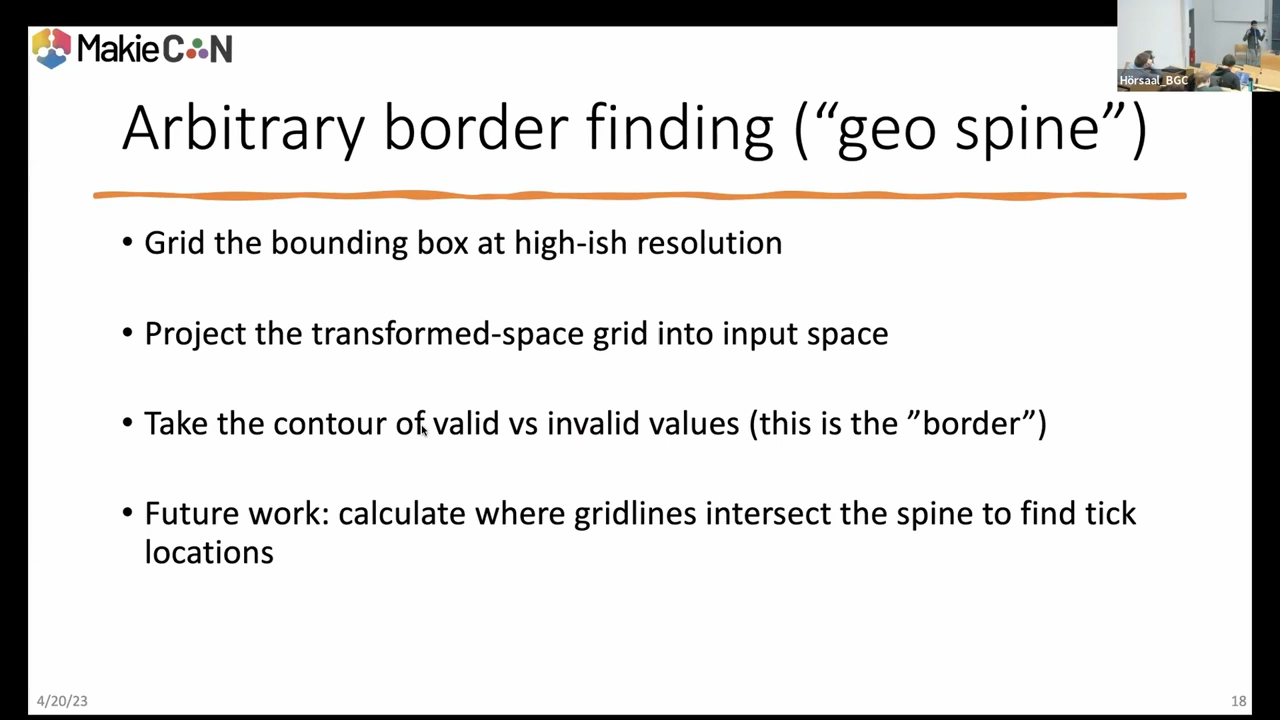 MakieCON
Hörsaal_BGC
Arbitrary border finding (“geo spine”)
• Grid the bounding box at high-ish resolution
• Project the transformed-space grid into input space
• Take the contour of valid vs invalid values (this is the ”border”)
• Future work: calculate where gridlines intersect the spine to find tick
locations
4/20/23
18